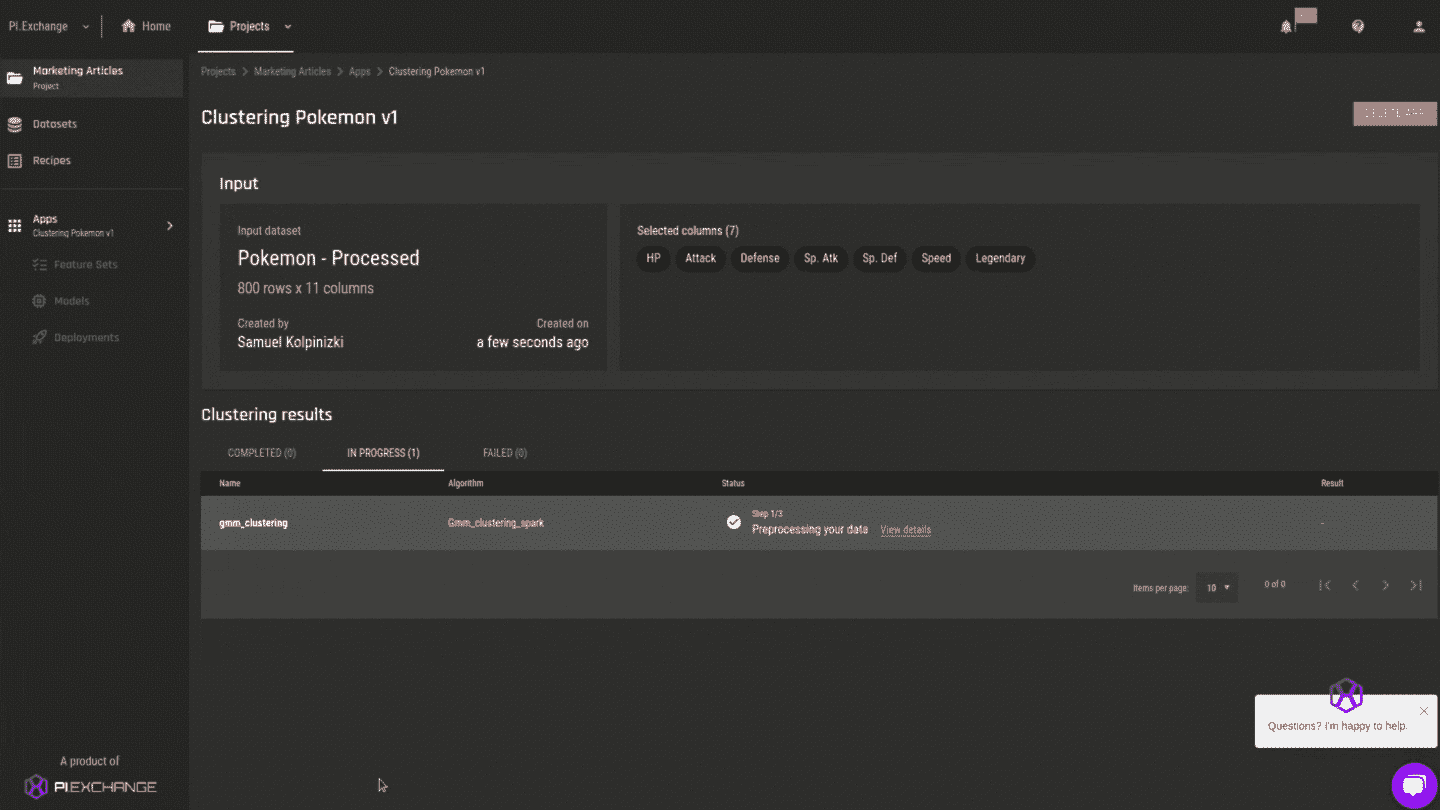 Pi.Exchange
Home
Projects
Marketing Articles
Project
Datasets
Recipes
Apps
Clustering Pokemon v1
Feature Sets
Models
Deployments
A product of
PI.EXCHANGE
Projects > Marketing Articles > Apps > Clustering Pokemon v1
Clustering Pokemon v1
Input
Input dataset
Pokemon - Processed
800 rows x 11 columns
Created by Created on
Samuel Kolpinizki a few seconds ago
Selected columns (7)
HP Attack Defense Sp. Atk Sp. Def Speed Legendary
Clustering results
COMPLETED (0) IN PROGRESS (1) FAILED (0)
Name Algorithm Status Result
gmm_clustering Gmm_clustering_spark Step 1/3 -
Preprocessing your data View details
Items per page: 10 0 of 0
Questions? I'm happy to help.